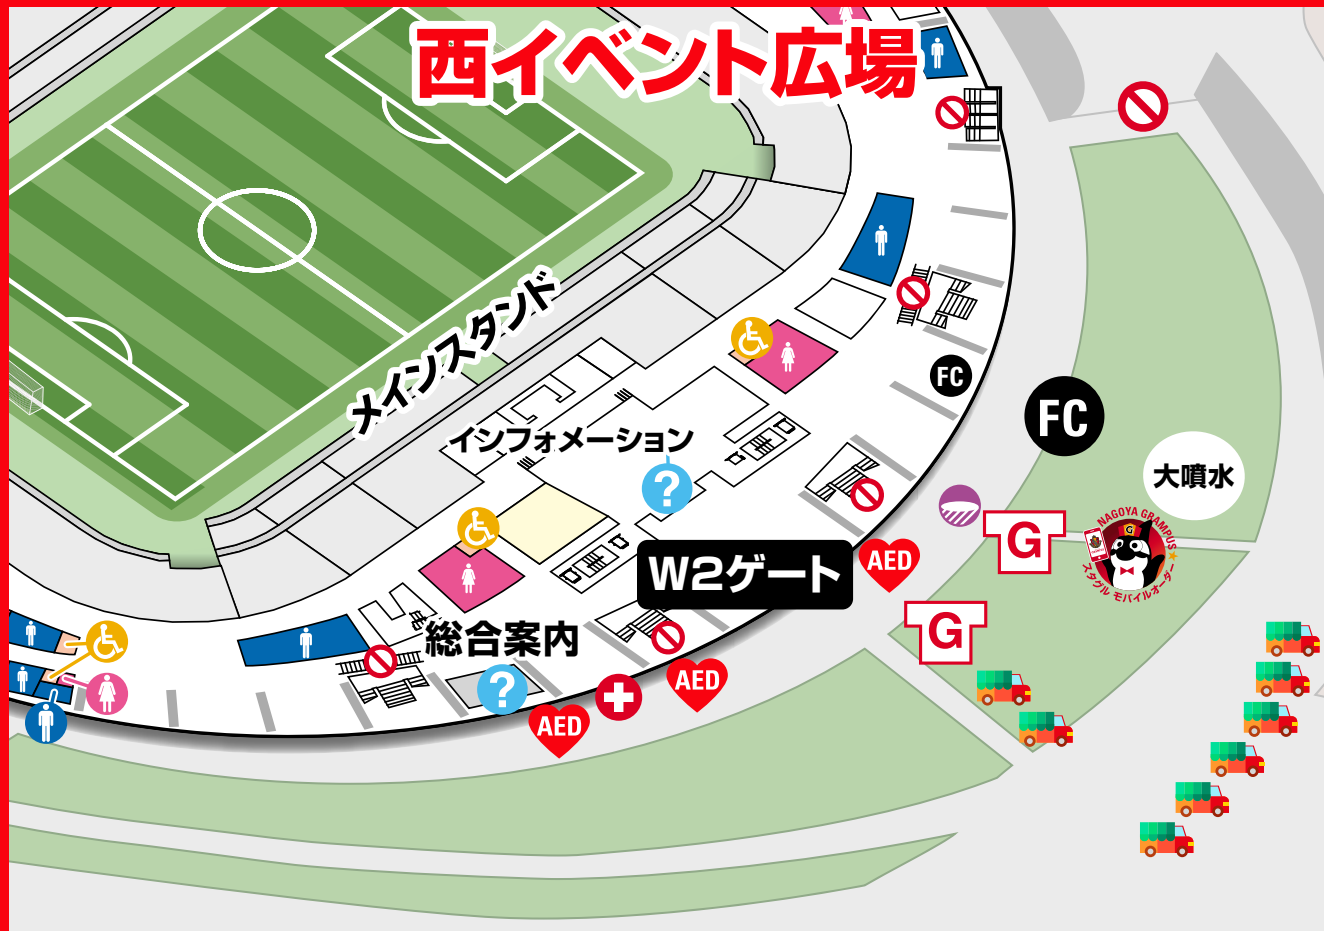 西イベント広場
メインスタンド
FC
インフォメーション
?
FC
大噴水
G
NAGOYA GRAMPUS
G
スタグル モバイルオーダー
W2ゲート
AED
G
総合案内
?
AED
AED